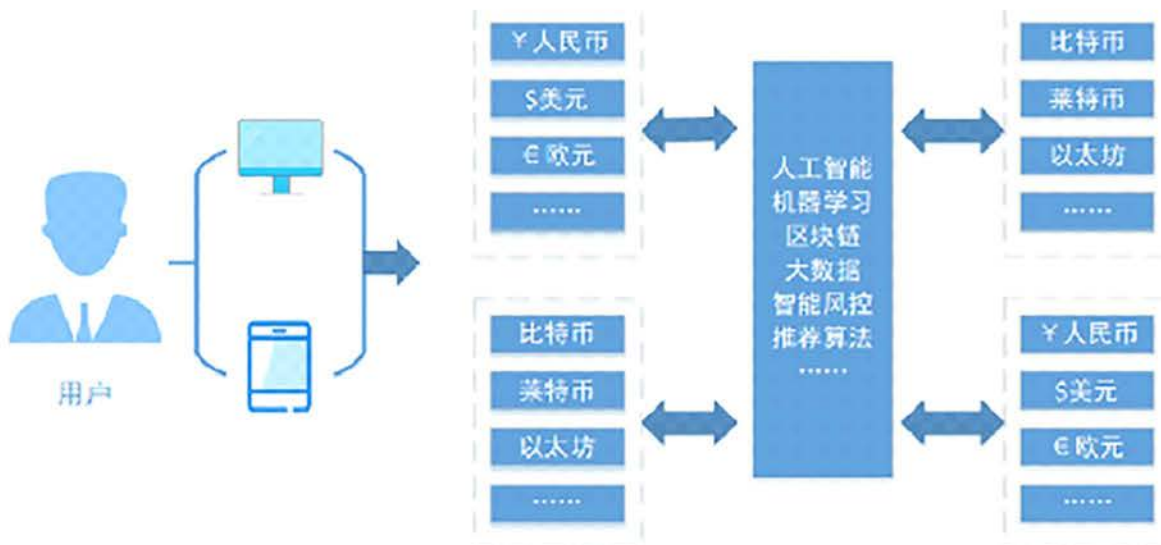 用户
¥人民币
$美元
€欧元
······
比特币
莱特币
以太坊
······
人工智能
机器学习
区块链
大数据
智能风控
推荐算法
······
比特币
莱特币
以太坊
······
¥人民币
$美元
€欧元
······